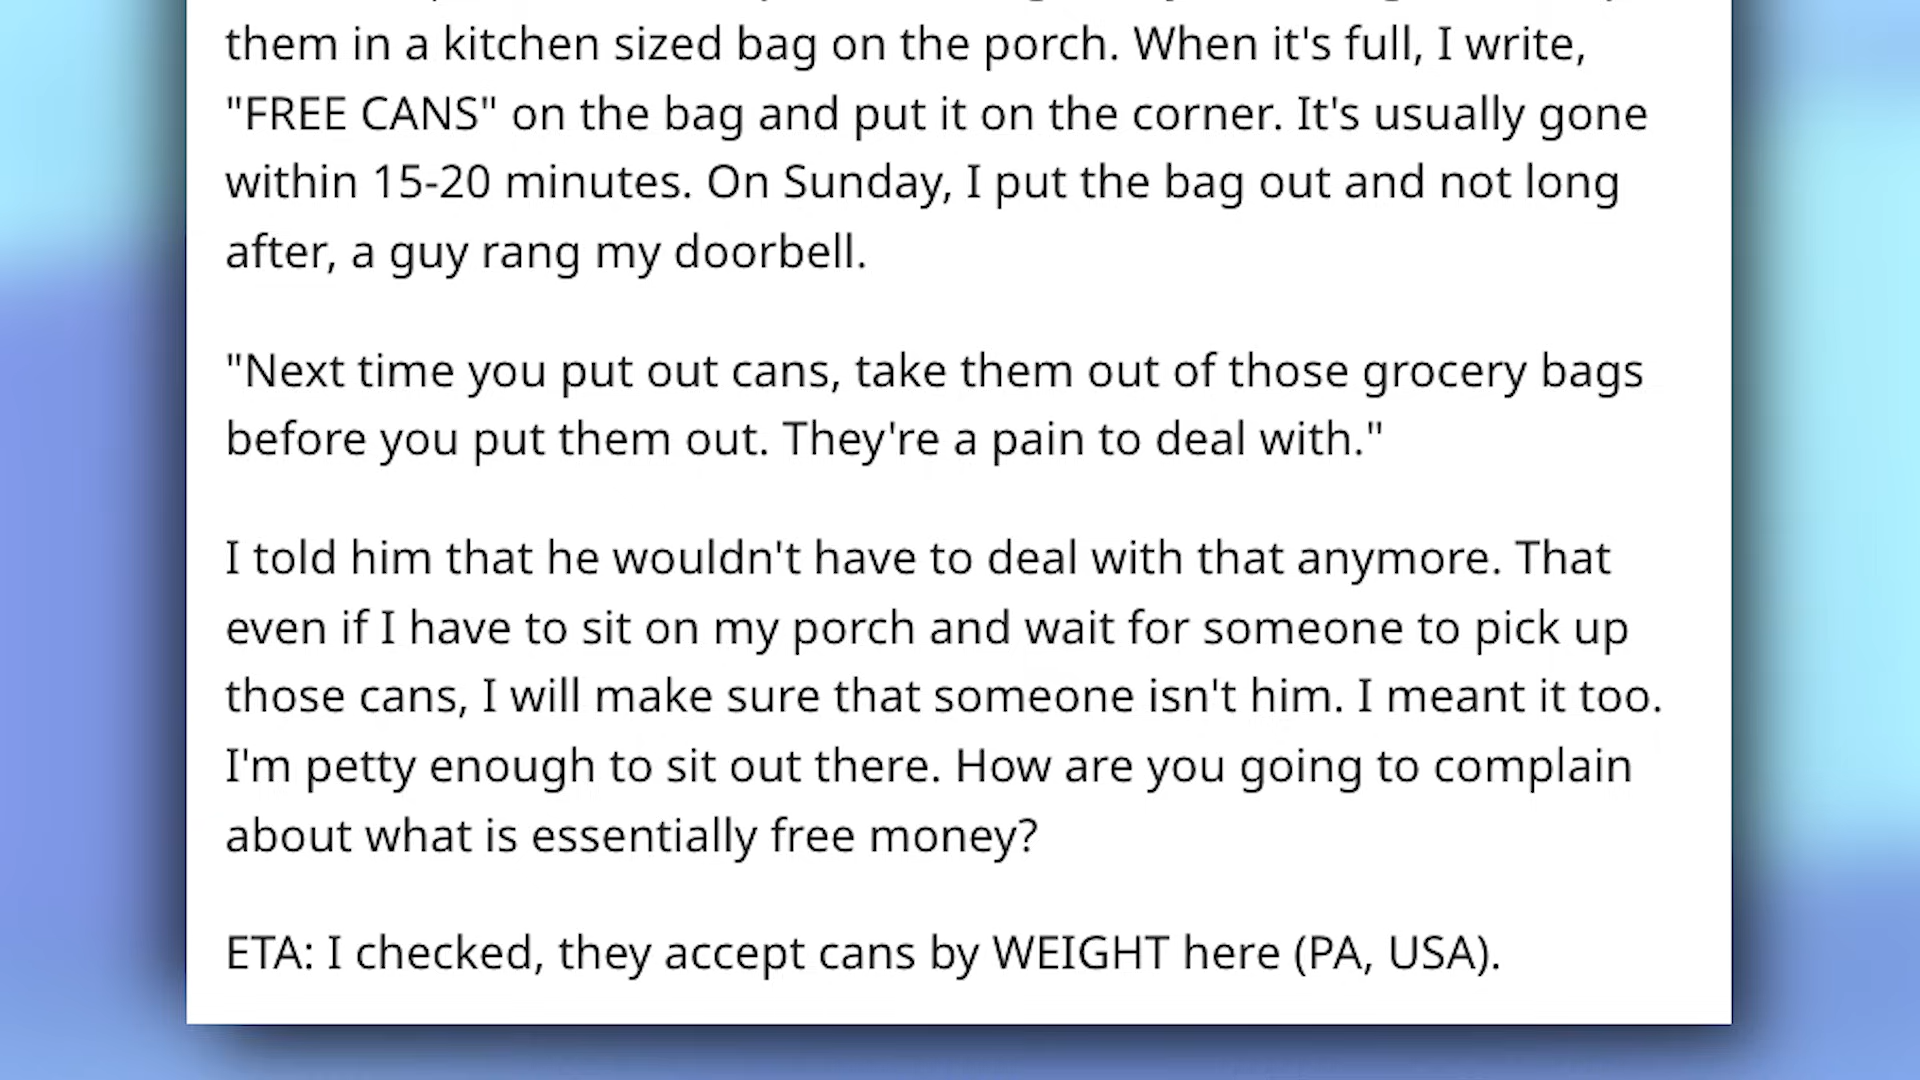 them in a kitchen sized bag on the porch. When it's full, I write,
"FREE CANS" on the bag and put it on the corner. It's usually gone
within 15-20 minutes. On Sunday, I put the bag out and not long
after, a guy rang my doorbell.
"Next time you put out cans, take them out of those grocery bags
before you put them out. They're a pain to deal with."
I told him that he wouldn't have to deal with that anymore. That
even if I have to sit on my porch and wait for someone to pick up
those cans, I will make sure that someone isn't him. I meant it too.
I'm petty enough to sit out there. How are you going to complain
about what is essentially free money?
ETA: I checked, they accept cans by WEIGHT here (PA, USA).